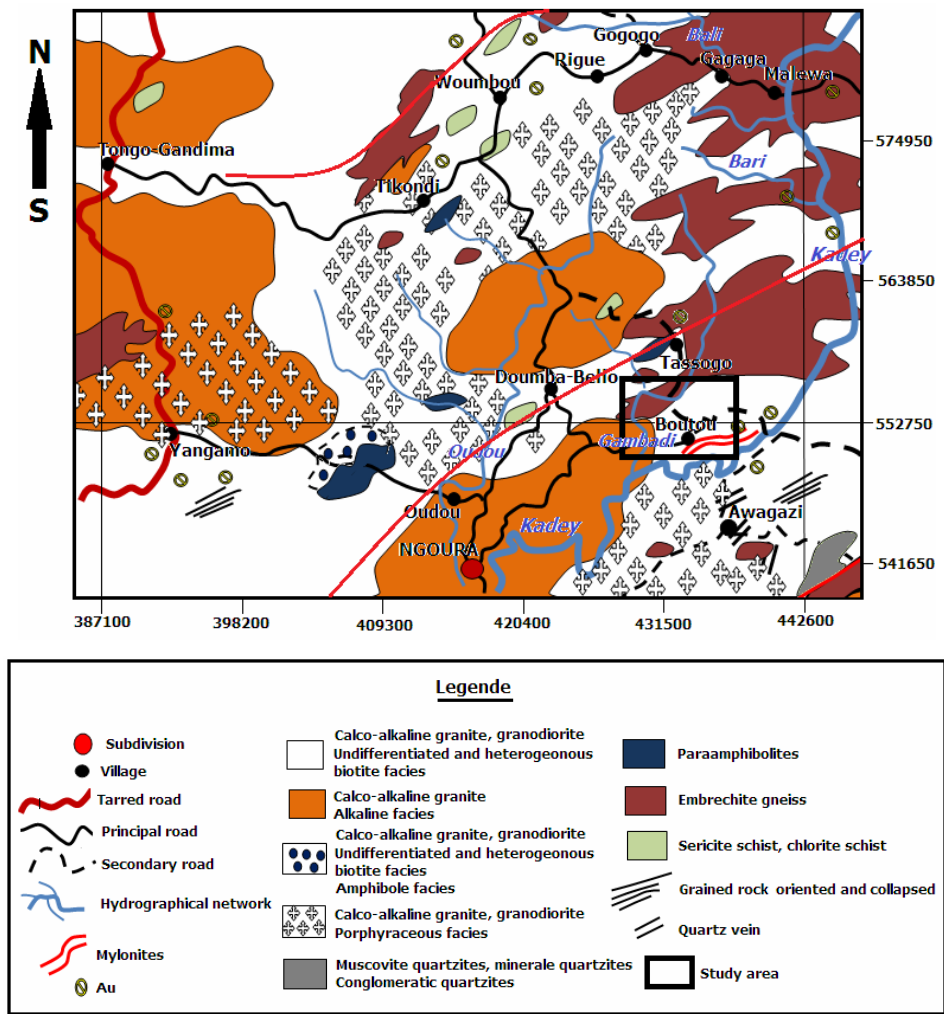 N
S
Gogogo
Buli
Rigue
Gagaga
Malewa
Woumbou
574950
Tongo-Gandima
Bari
Tikondi
Kadey
563850
Tassogo
Doumba-Bello
Boutou
552750
Gambadi
Yangamo
Oudou
Oudou
Awagazi
Kadey
NGOURA
541650
387100
398200
409300
420400
431500
442600
Legende
Subdivision
Village
Tarred road
Principal road
Secondary road
Hydrographical network
Mylonites
Au
Calco-alkaline granite, granodiorite
Undifferentiated and heterogeonous
biotite facies
Calco-alkaline granite
Alkaline facies
Calco-alkaline granite, granodiorite
Undifferentiated and heterogeonous
biotite facies
Amphibole facies
Calco-alkaline granite, granodiorite
Porphyraceous facies
Muscovite quartzites, minerale quartzites
Conglomeratic quartzites
Paraamphibolites
Embrechite gneiss
Sericite schist, chlorite schist
Grained rock oriented and collapsed
Quartz vein
Study area